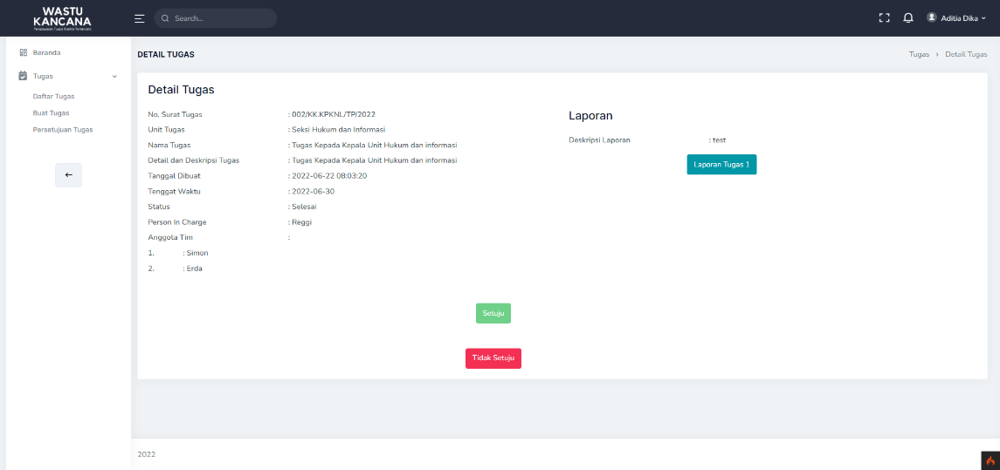 WASTU
KANCANA
Search...
Aditia Dika
Beranda
Tugas
Daftar Tugas
Buat Tugas
Persetujuan Tugas
DETAIL TUGAS
Tugas > Detail Tugas
Detail Tugas
No. Surat Tugas : 002/KK.KPKNL/TP/2022
Unit Tugas : Seksi Hukum dan Informasi
Nama Tugas : Tugas Kepada Kepala Unit Hukum dan informasi
Detail dan Deskripsi Tugas : Tugas Kepada Kepala Unit Hukum dan informasi
Tanggal Dibuat : 2022-06-22 08:03:20
Tenggat Waktu : 2022-06-30
Status : Selesai
Person In Charge : Reggi
Anggota Tim :
1. : Simon
2. : Erda
Laporan
Deskripsi Laporan : test
Laporan Tugas 1
Setuju
Tidak Setuju
2022